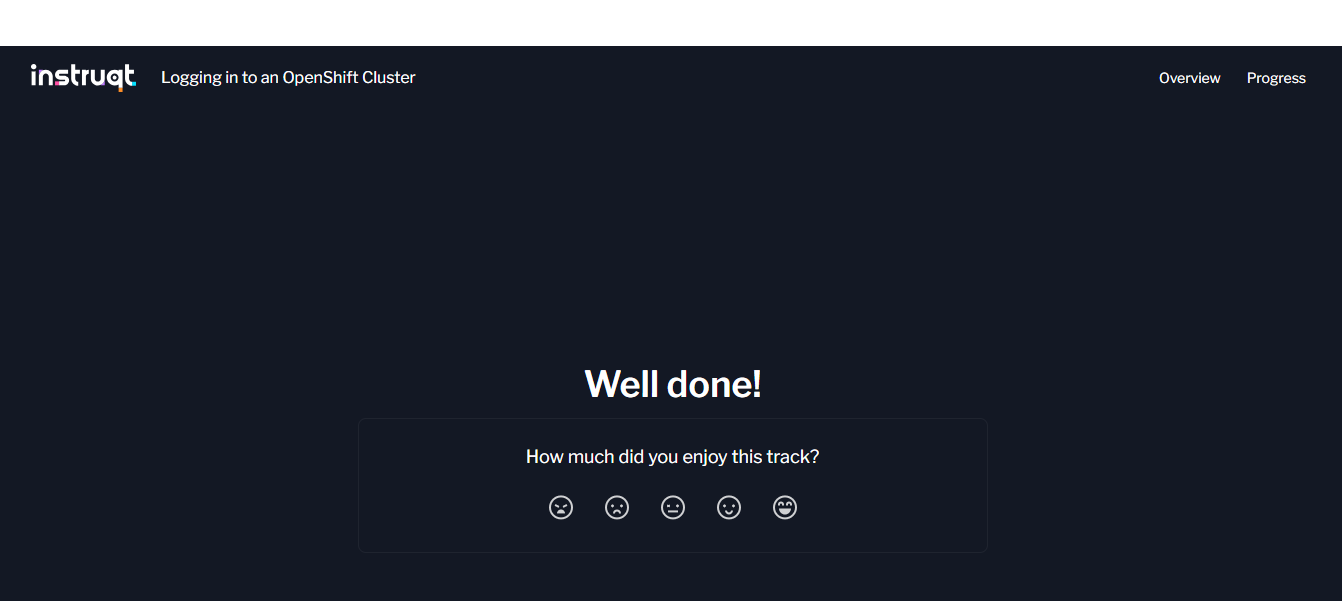 instruqt Logging in to an OpenShift Cluster Overview Progress
Well done!
How much did you enjoy this track?